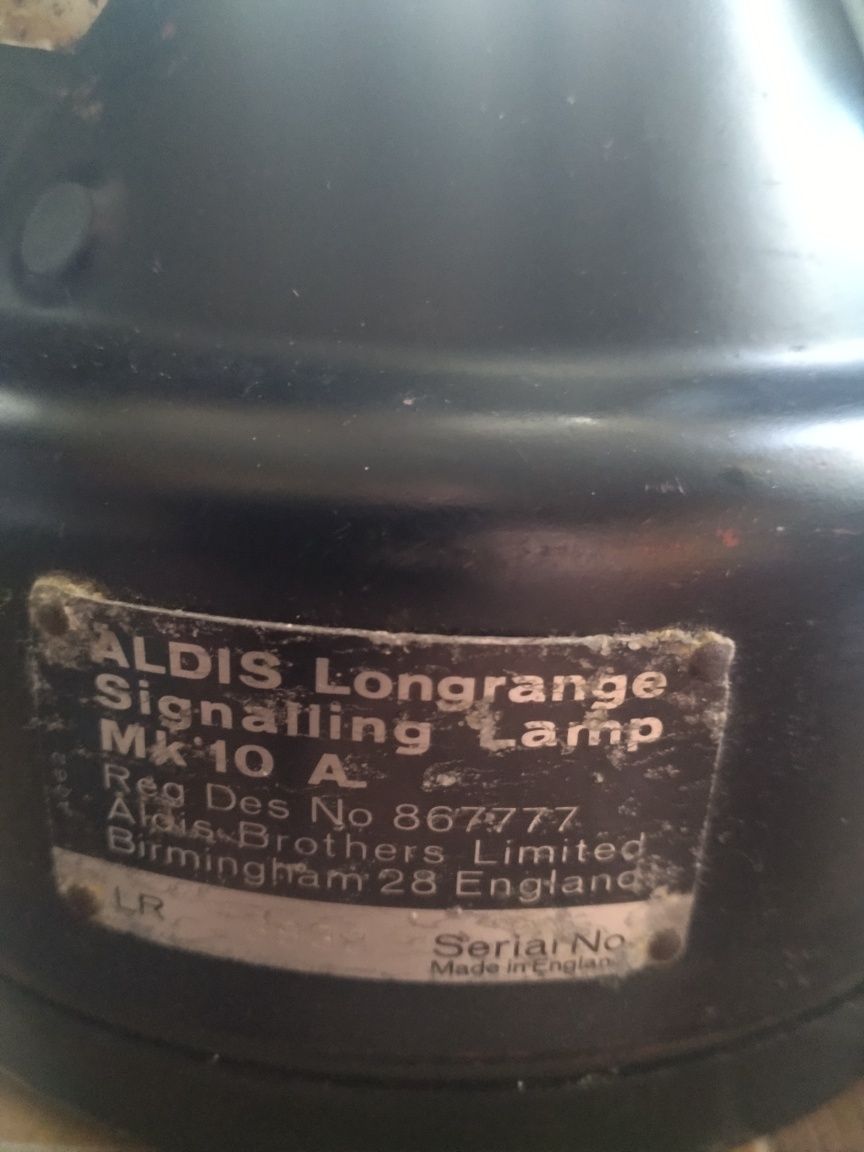 ALDIS Longrange
Signalling Lamp
Mk 10 A
Reg Des No 867777
Aldis Brothers Limited
Birmingham 28 England
LR
Serial No
Made in England